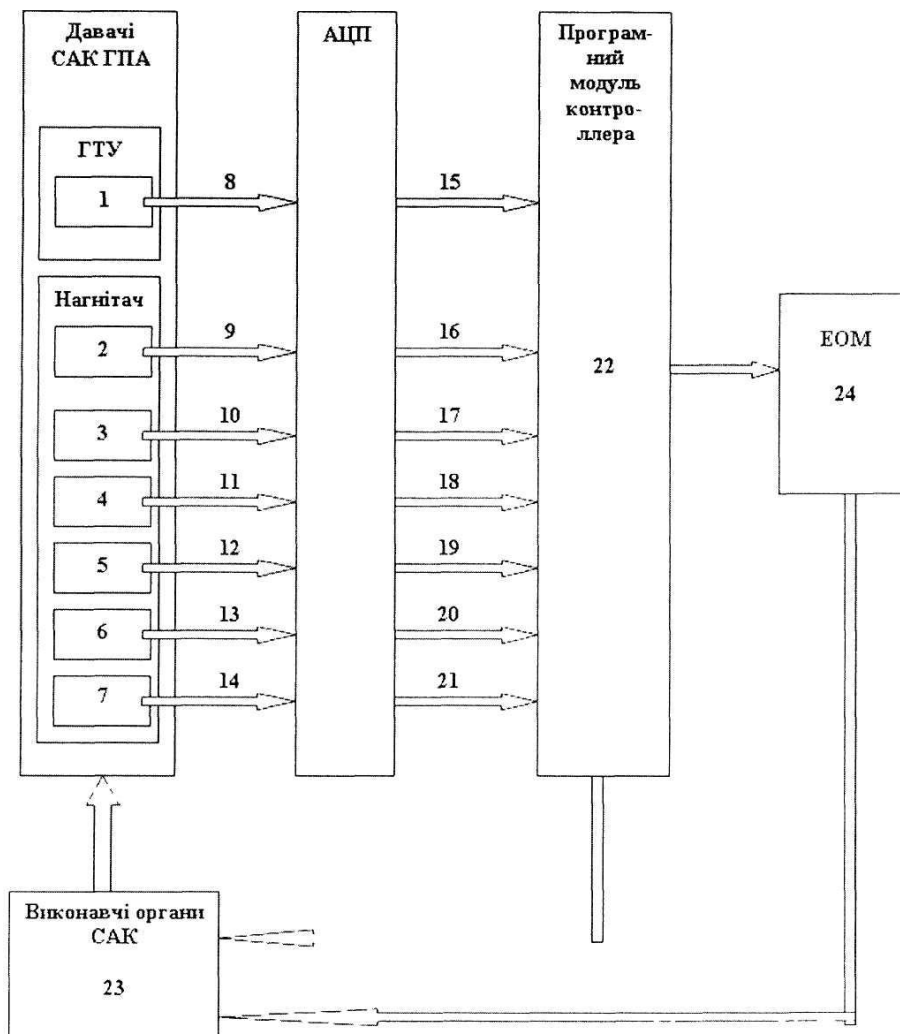 Давачі
САК ГПА
ГТУ
1
Нагнітач
2
3
4
5
6
7
8
9
10
11
12
13
14
АЦП
15
16
17
18
19
20
21
Програм-
ний
модуль
контро-
ллера
22
ЕОМ
24
Виконавчі органи
САК
23